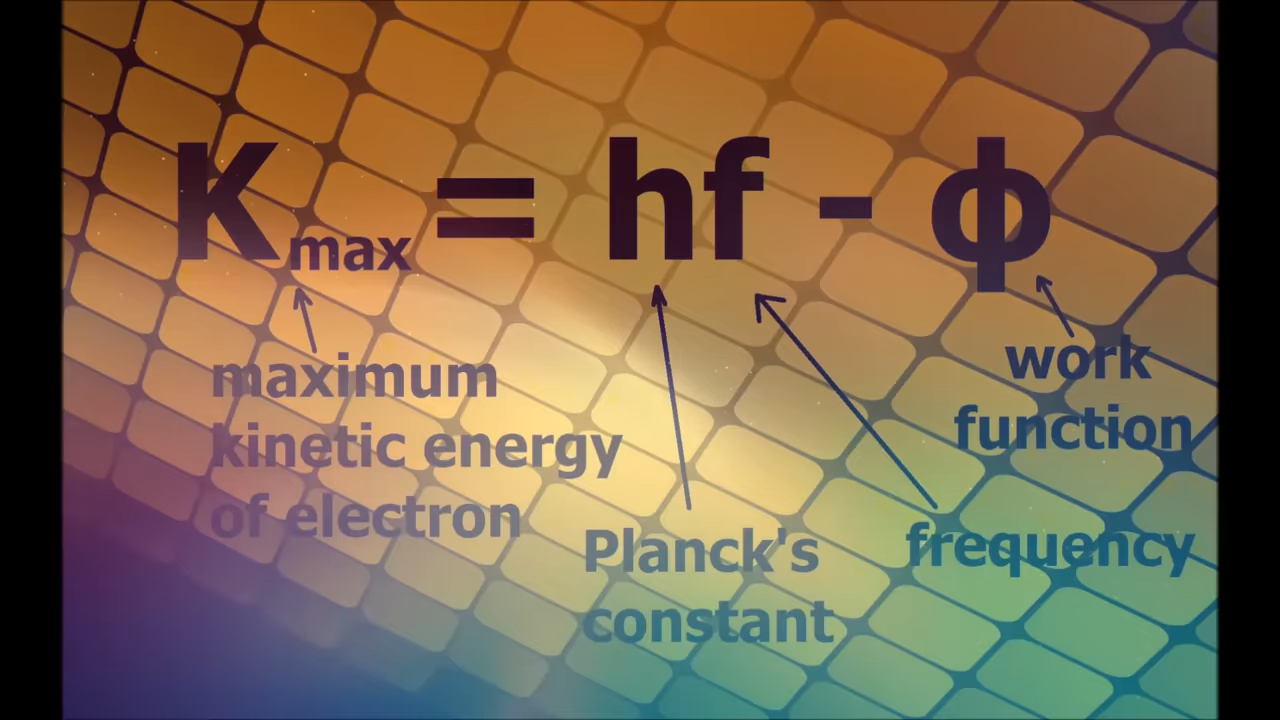 Kmax = hf - ϕ
maximum
kinetic energy
of electron
Planck's
constant
frequency
work
function